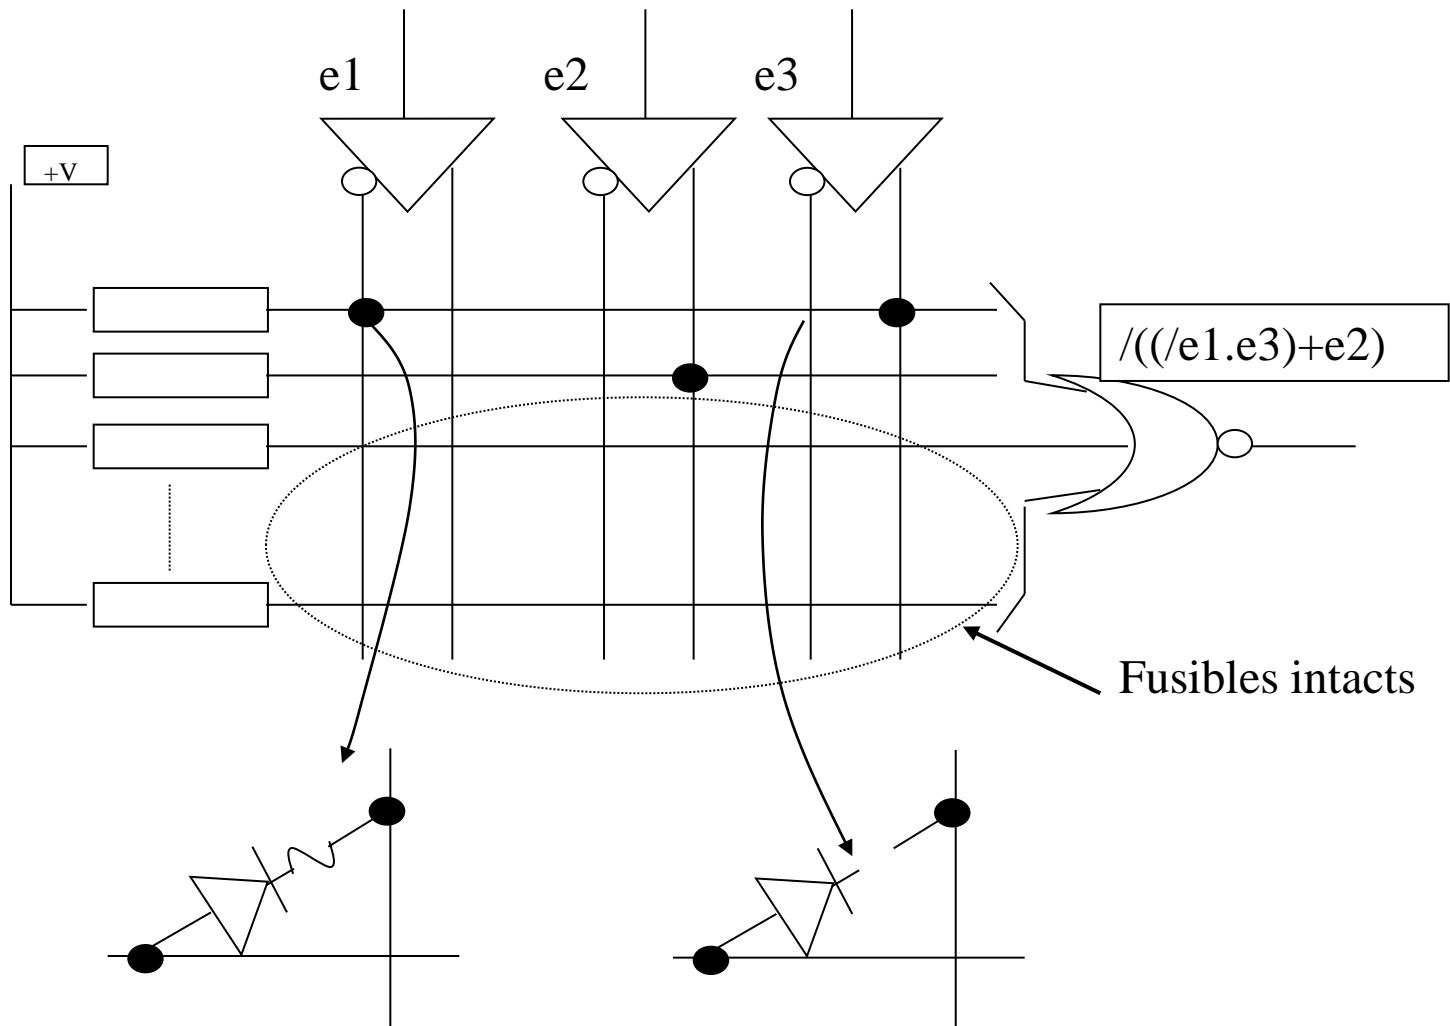 e1 e2 e3
+V
/((/e1.e3)+e2)
Fusibles intacts